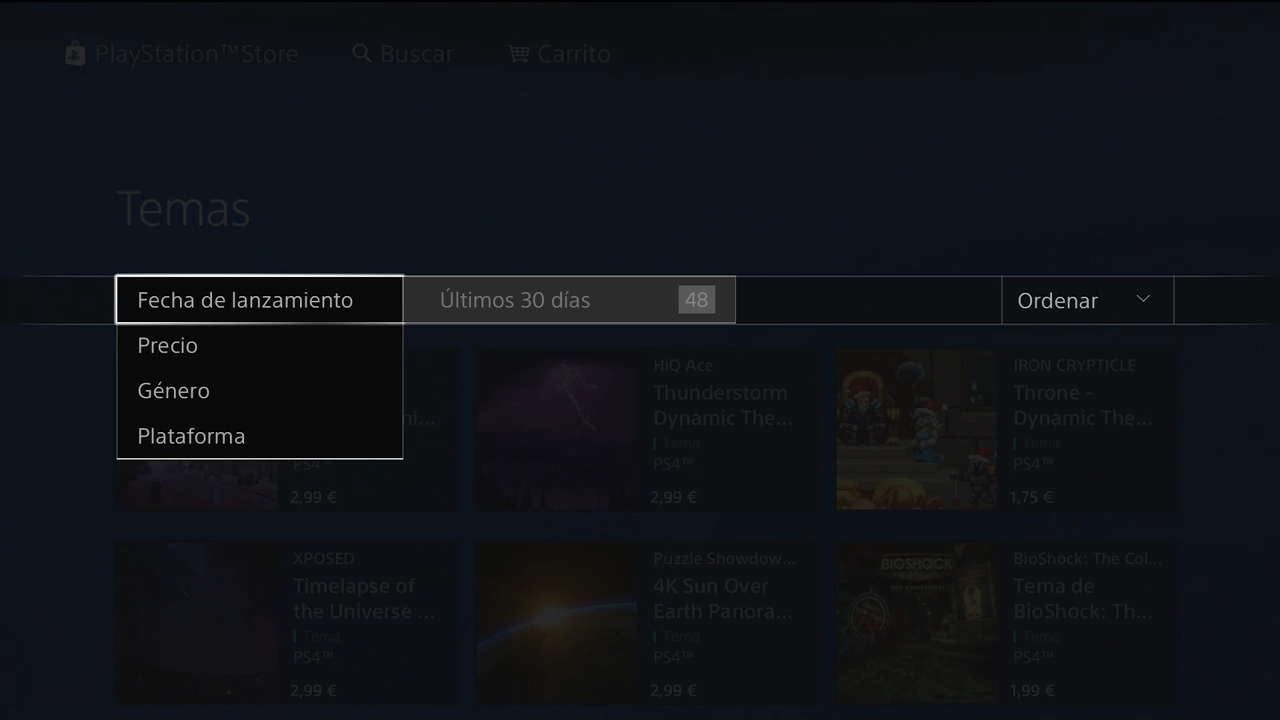 PlayStation™Store
Buscar
Carrito
Temas
Fecha de lanzamiento
Últimos 30 días
48
Ordenar
Precio
Género
Plataforma
PS4™
2,99 €
HiQ Ace
Thunderstorm
Dynamic The...
Tema
PS4™
2,99 €
IRON CRYPTICLE
Throne -
Dynamic The...
Tema
PS4™
1,75 €
XPOSED
Timelapse of
the Universe ...
Tema
PS4™
2,99 €
Puzzle Showdow...
4K Sun Over
Earth Panora...
Tema
PS4™
2,99 €
BIOSHOCK
BioShock: The Col...
Tema de
BioShock: Th...
Tema
PS4™
1,99 €